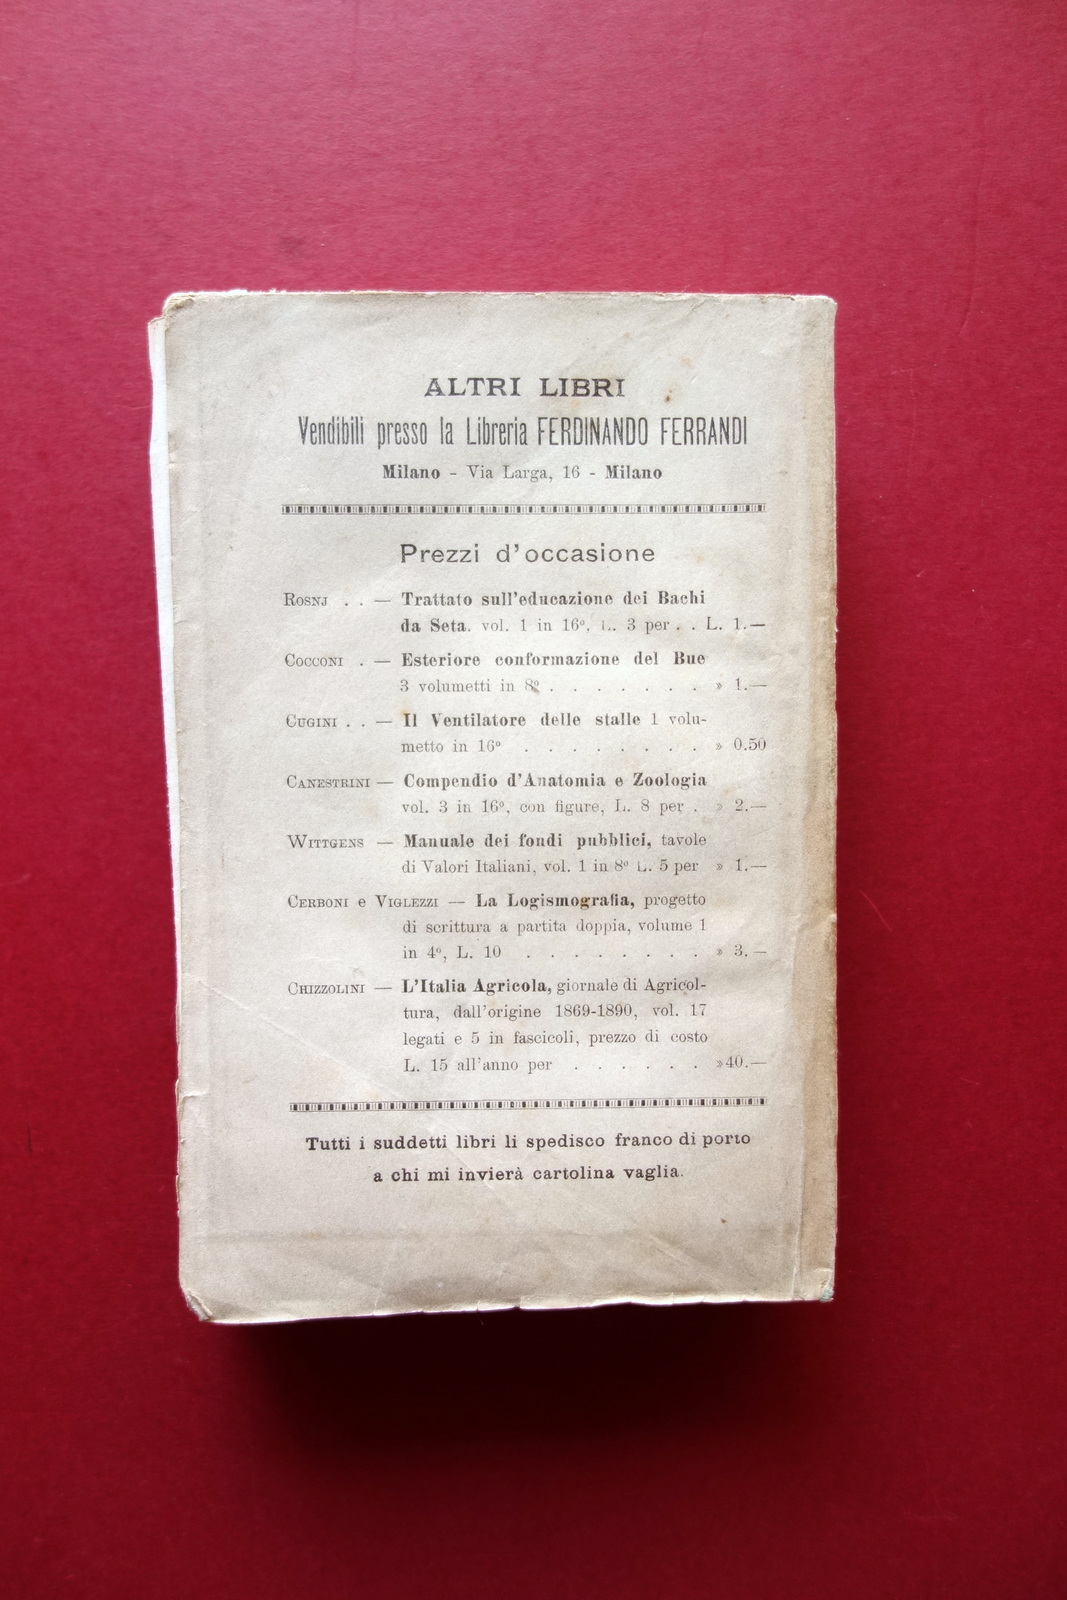 ALTRI LIBRI
Vendibili presso la Libreria FERDINANDO FERRANDI
Milano - Via Larga, 16 - Milano
Prezzi d'occasione
ROSNJ . . — Trattato sull'educazione dei Bachi
da Seta. vol. 1 in 16º, L. 3 per . . L. 1.—
COCCONI . — Esteriore conformazione del Bue
3 volumetti in 8º . . . . . . . » 1.—
CUGINI . . — Il Ventilatore delle stalle 1 volu-
metto in 16º . . . . . . . . » 0.50
CANESTRINI — Compendio d'Anatomia e Zoologia
vol. 3 in 16º, con figure, L. 8 per . » 2.—
WITTGENS — Manuale dei fondi pubblici, tavole
di Valori Italiani, vol. 1 in 8º L. 5 per » 1.—
CERBONI e VIGLEZZI — La Logismografia, progetto
di scrittura a partita doppia, volume 1
in 4º, L. 10 . . . . . . . . » 3.—
CHIZZOLINI — L'Italia Agricola, giornale di Agricol-
tura, dall'origine 1869-1890, vol. 17
legati e 5 in fascicoli, prezzo di costo
L. 15 all'anno per . . . . . . »40.—
Tutti i suddetti libri li spedisco franco di porto
a chi mi invierà cartolina vaglia.